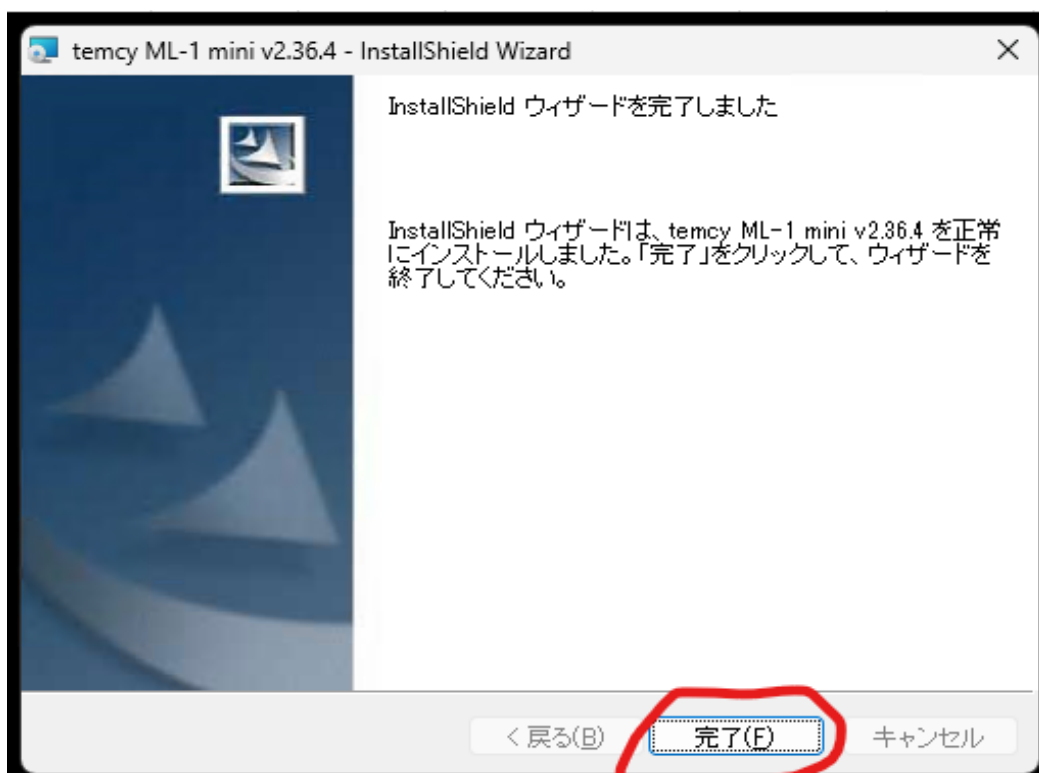 temcy ML-1 mini v2.36.4 - InstallShield Wizard
InstallShield ウィザードを完了しました
InstallShield ウィザードは、temcy ML-1 mini v2.36.4 を正常
にインストールしました。「完了」をクリックして、ウィザードを
終了してください。
< 戻る(B)
完了(F)
キャンセル